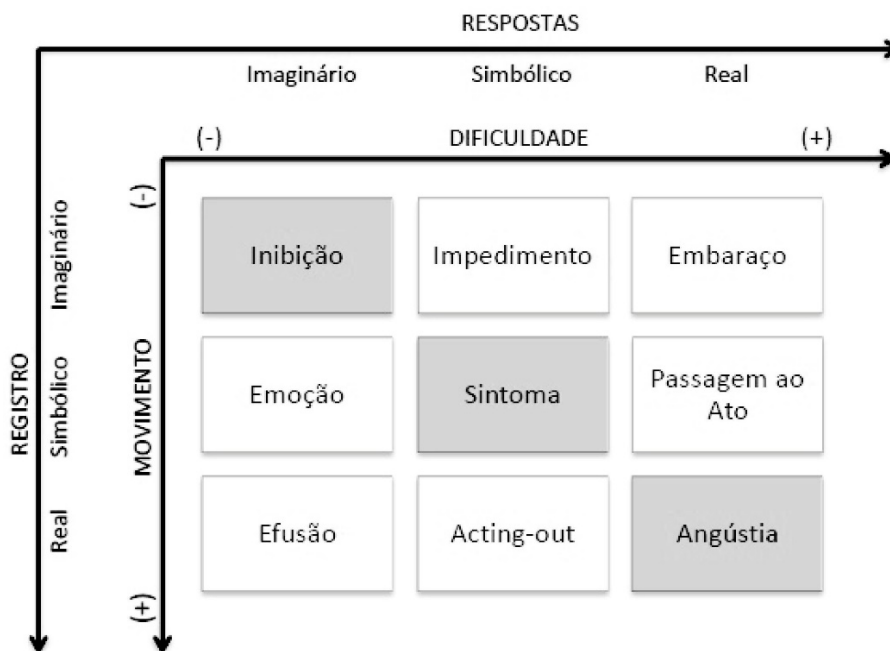 RESPOSTAS
Imaginário Simbólico Real
(-) DIFICULDADE (+)
REGISTRO
Imaginário
Simbólico
Real
(-)
MOVIMENTO
(+)
Inibição Impedimento Embaraço
Emoção Sintoma Passagem ao
Ato
Efusão Acting-out Angústia